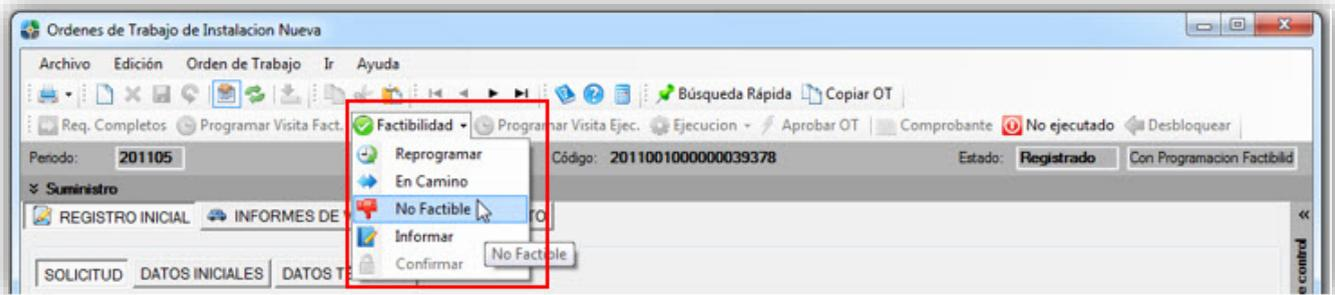 Ordenes de Trabajo de Instalacion Nueva
Archivo Edición Orden de Trabajo Ir Ayuda
Búsqueda Rápida Copiar OT
Req. Completos Programar Visita Fact. Factibilidad Programar Visita Ejec. Ejecucion Aprobar OT Comprobante No ejecutado Desbloquear
Periodo: 201105 Código: 2011001000000039378 Estado: Registrado Con Programacion Factibilid
Reprogramar
Suministro
En Camino
REGISTRO INICIAL INFORMES DE
No Factible
TO
Informar
No Factible
Confirmar
SOLICITUD DATOS INICIALES DATOS
e control